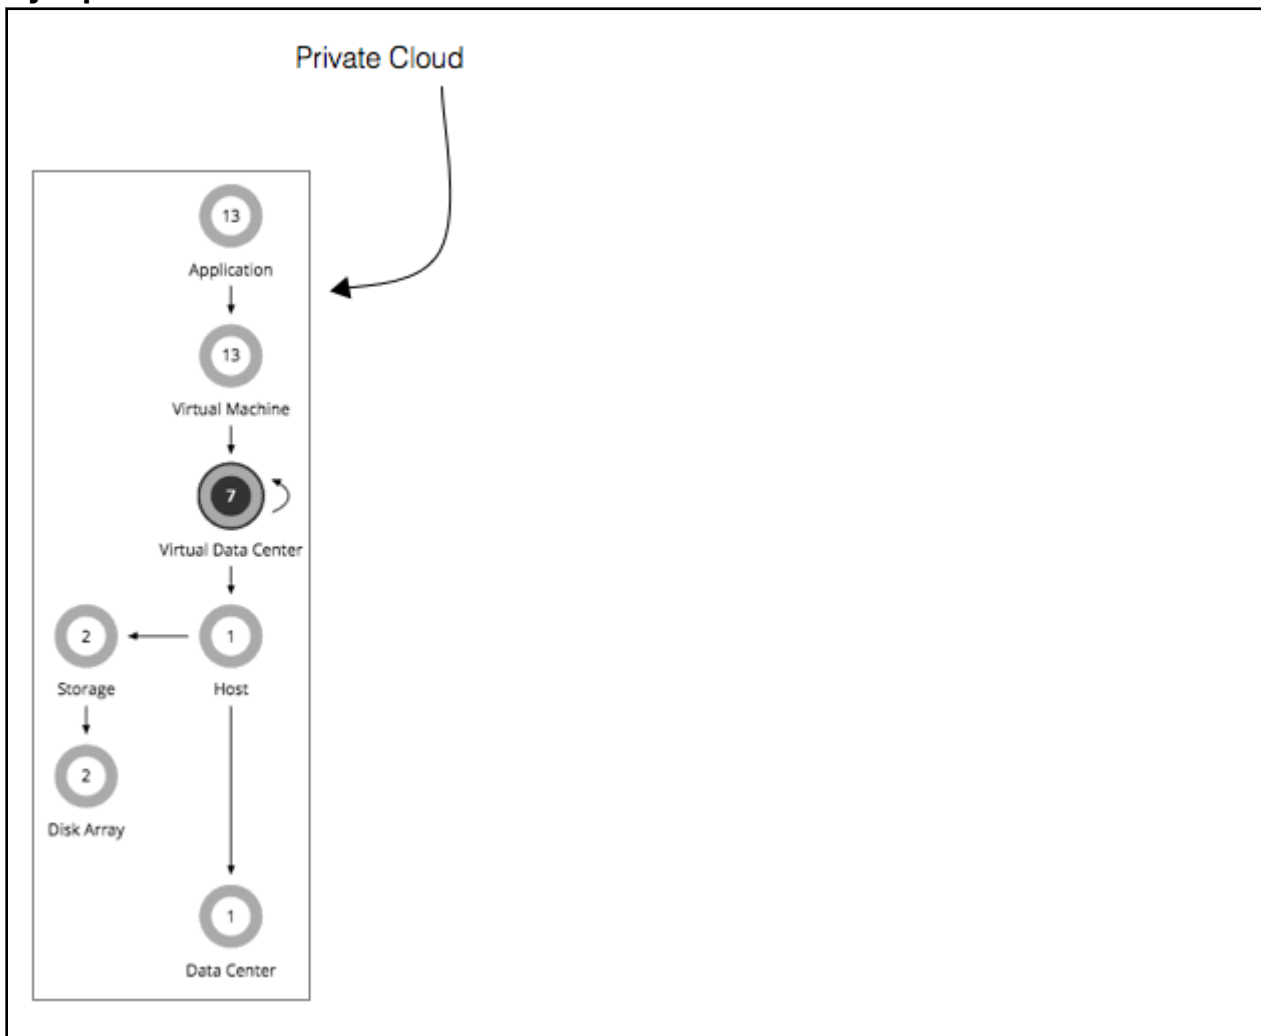 Private Cloud
13
Application
13
Virtual Machine
7
Virtual Data Center
2
1
Storage
Host
2
Disk Array
1
Data Center